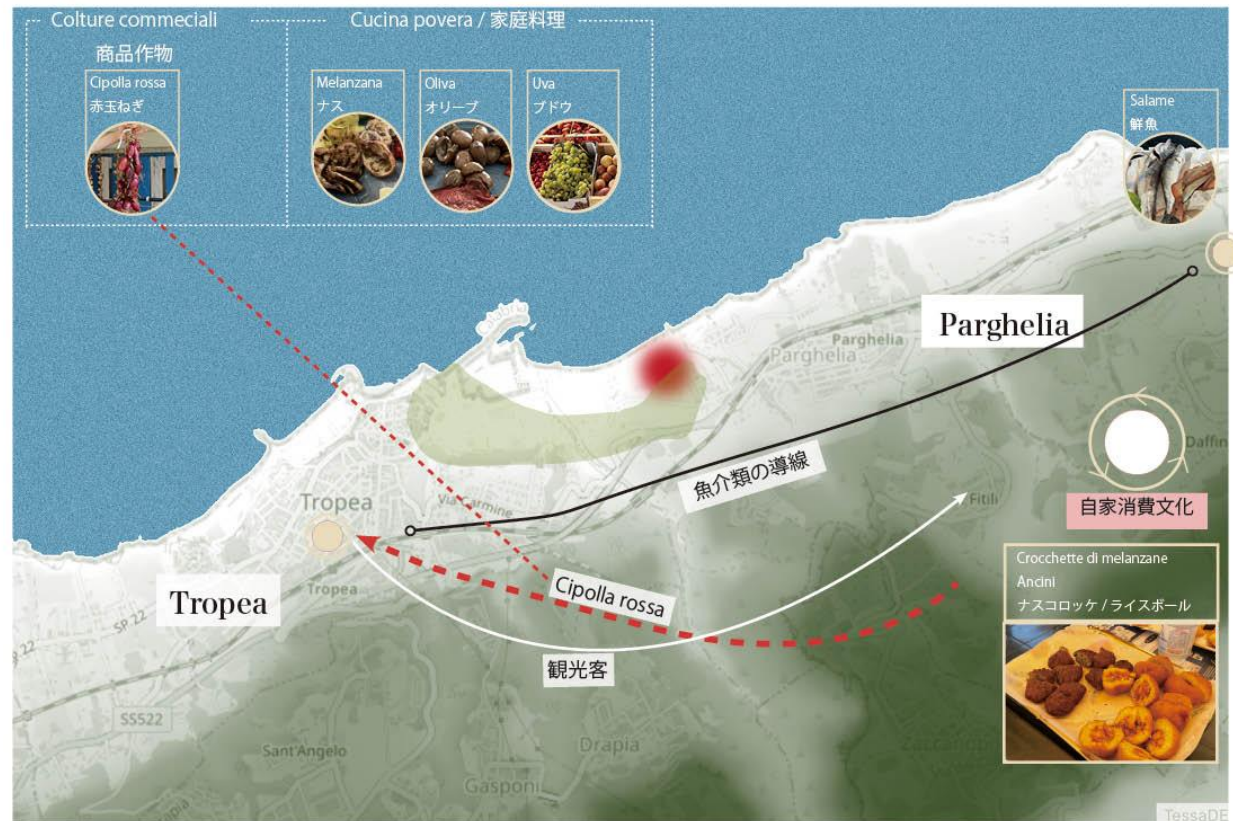 Colture commeciali
商品作物
Cipolla rossa
赤玉ねぎ
Cucina povera / 家庭料理
Melanzana
ナス
Oliva
オリーブ
Uva
ブドウ
Salame
鮮魚
Parghelia
Parghelia
Parghelia
魚介類の導線
Daffin
自家消費文化
Fitili
Tropea
Via Carmine
Tropea
Tropea
Cipolla rossa
観光客
SP 22
SP 22
SS522
Sant'Angelo
Drapia
Gasponi
Crocchette di melanzane
Ancini
ナスコロッケ / ライスボール
TessaDE